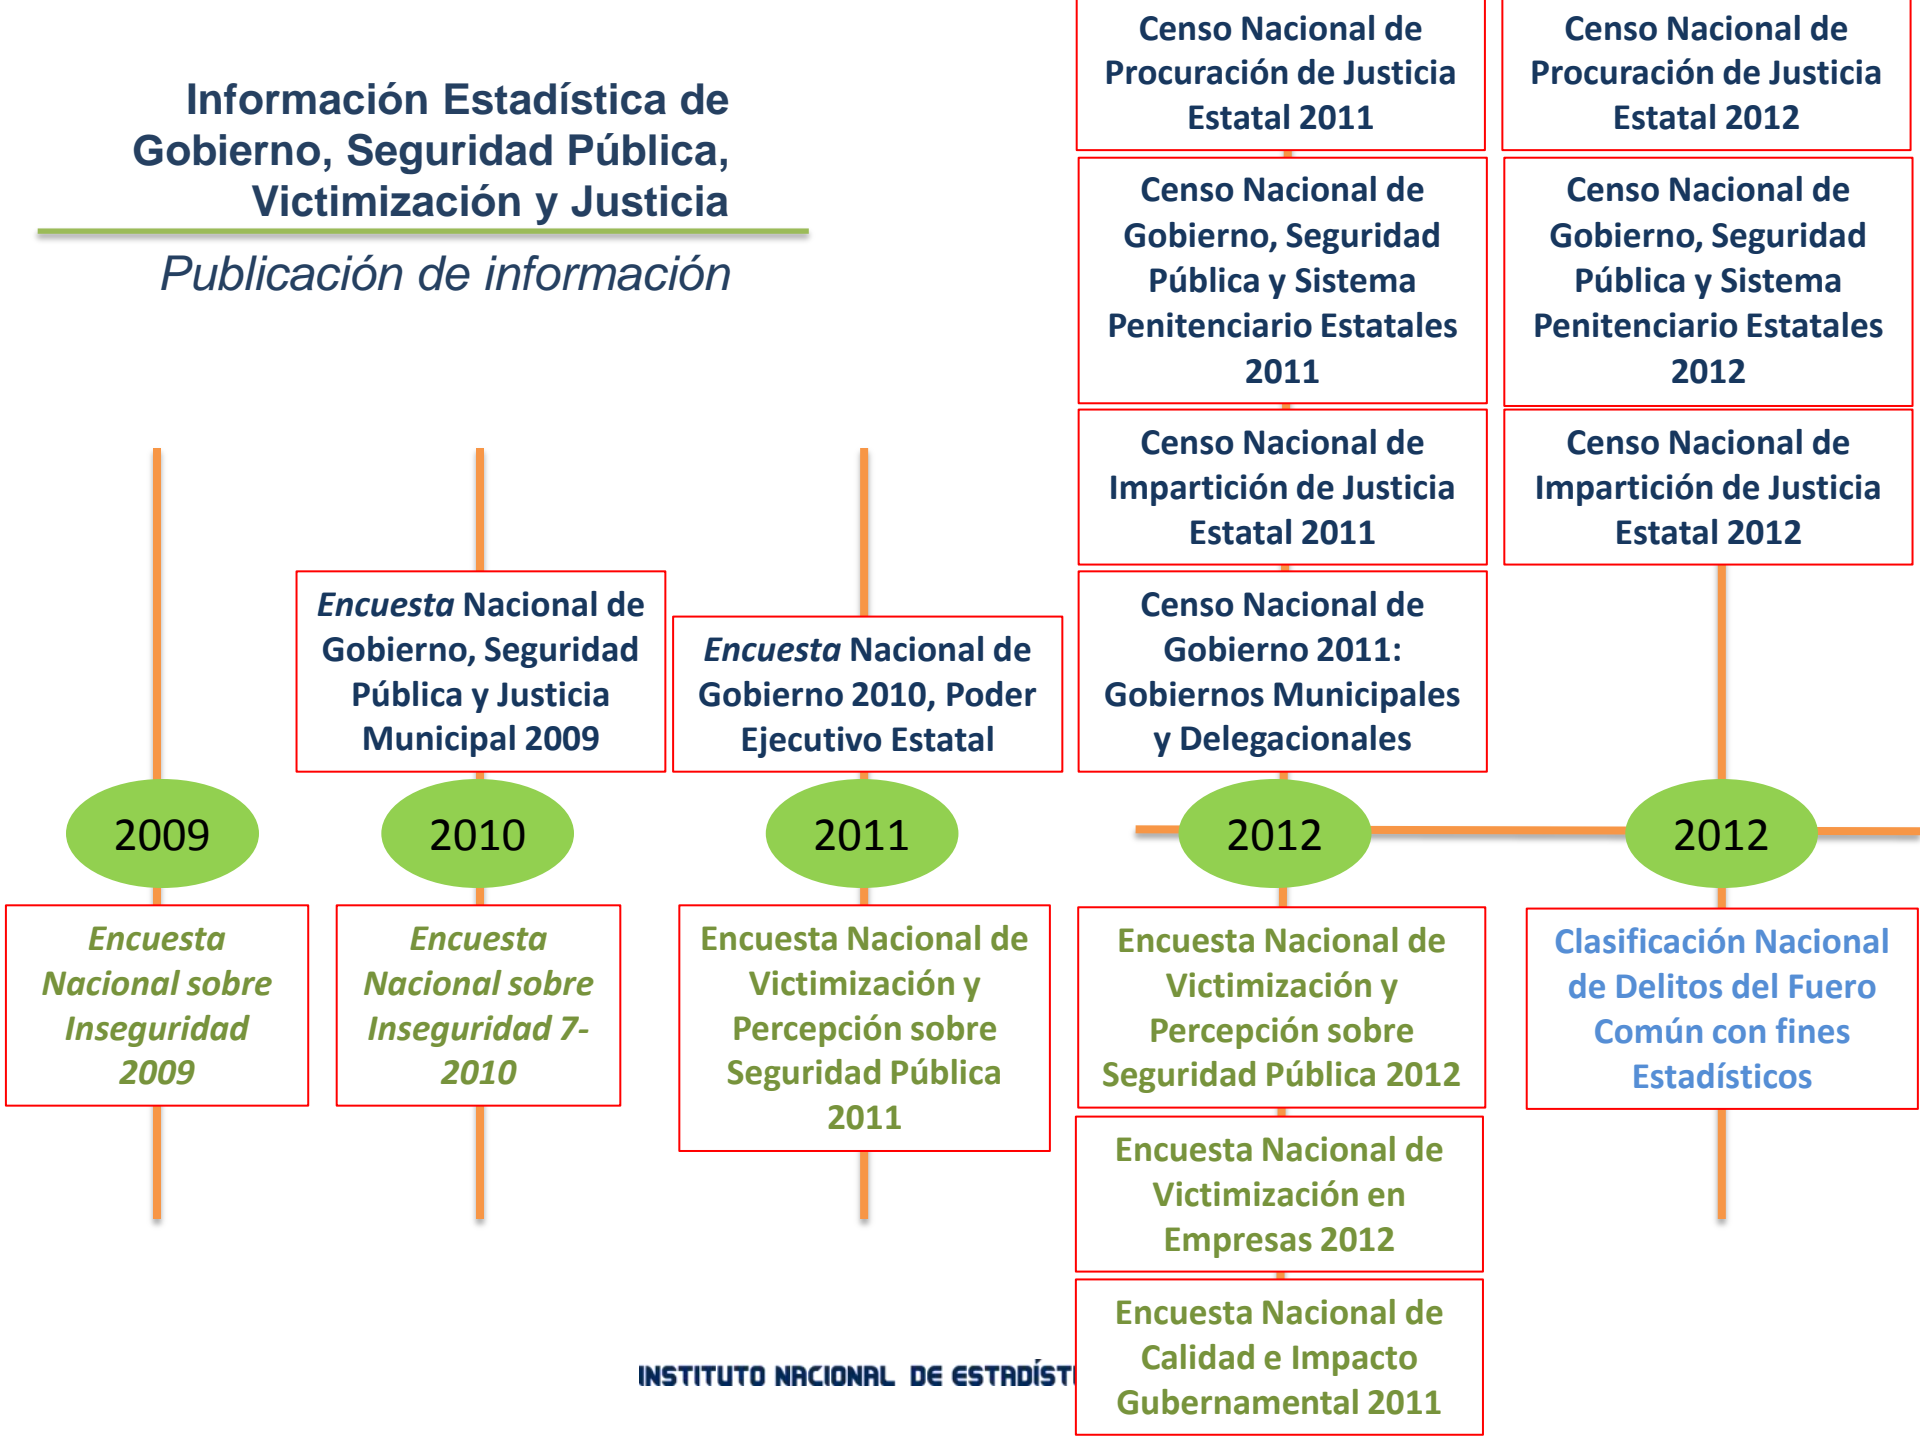 Información Estadística de
Gobierno, Seguridad Pública,
Victimización y Justicia
Publicación de información
Censo Nacional de
Procuración de Justicia
Estatal 2011
Censo Nacional de
Procuración de Justicia
Estatal 2012
Censo Nacional de
Gobierno, Seguridad
Pública y Sistema
Penitenciario Estatales
2011
Censo Nacional de
Gobierno, Seguridad
Pública y Sistema
Penitenciario Estatales
2012
Censo Nacional de
Impartición de Justicia
Estatal 2011
Censo Nacional de
Impartición de Justicia
Estatal 2012
Encuesta Nacional de
Gobierno, Seguridad
Pública y Justicia
Municipal 2009
Encuesta Nacional de
Gobierno 2010, Poder
Ejecutivo Estatal
Censo Nacional de
Gobierno 2011:
Gobiernos Municipales
y Delegacionales
2009
2010
2011
2012
2012
Encuesta
Nacional sobre
Inseguridad
2009
Encuesta
Nacional sobre
Inseguridad 7-
2010
Encuesta Nacional de
Victimización y
Percepción sobre
Seguridad Pública
2011
Encuesta Nacional de
Victimización y
Percepción sobre
Seguridad Pública 2012
Clasificación Nacional
de Delitos del Fuero
Común con fines
Estadísticos
Encuesta Nacional de
Victimización en
Empresas 2012
Encuesta Nacional de
Calidad e Impacto
Gubernamental 2011
INSTITUTO NACIONAL DE